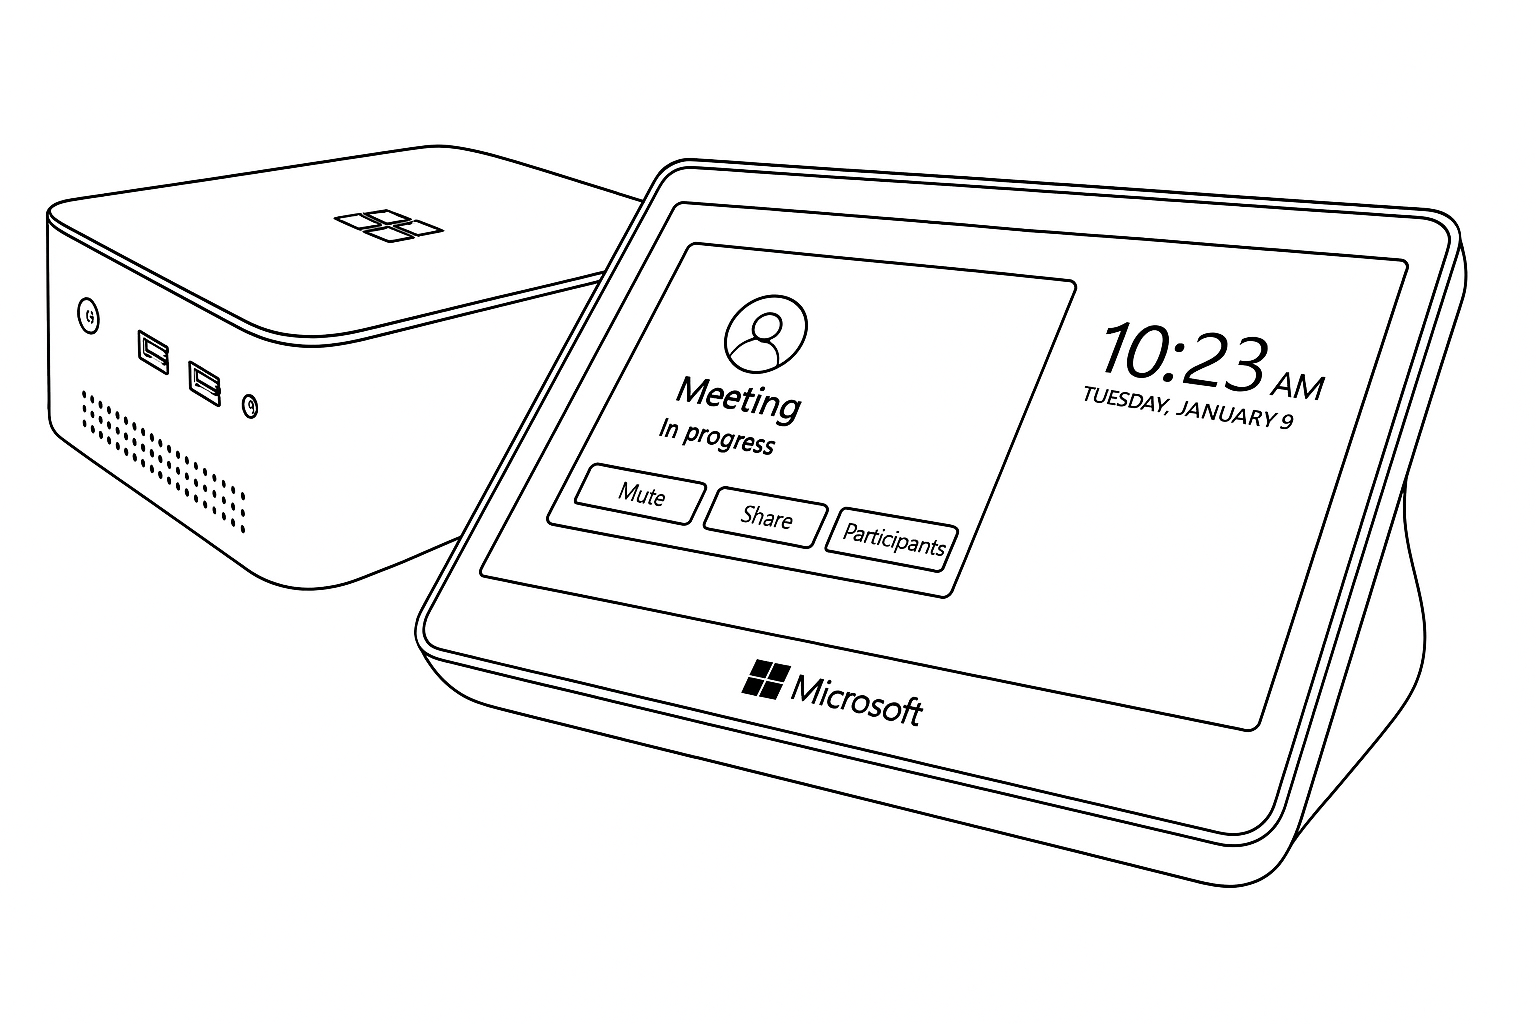 Meeting
In progress
Mute
Share
Participants
10:23 AM
TUESDAY, JANUARY 9
Microsoft